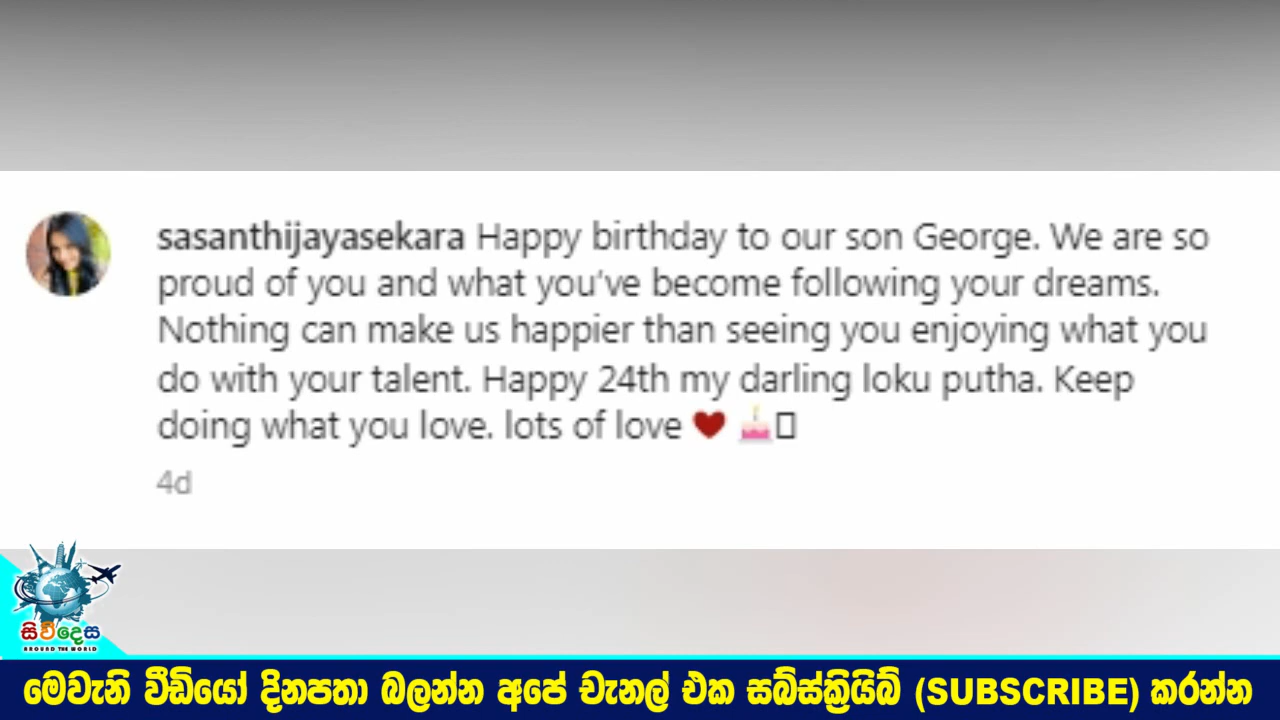 sasanthijayasekara Happy birthday to our son George. We are so
proud of you and what you've become following your dreams.
Nothing can make us happier than seeing you enjoying what you
do with your talent. Happy 24th my darling loku putha. Keep
doing what you love. lots of love ❤️ 🎂
4d
සිව්දෙස
AROUND THE WORLD
මෙවැනි වීඩියෝ දිනපතා බලන්න අපේ චැනල් එක සබ්ස්ක්‍රයිබ් (SUBSCRIBE) කරන්න